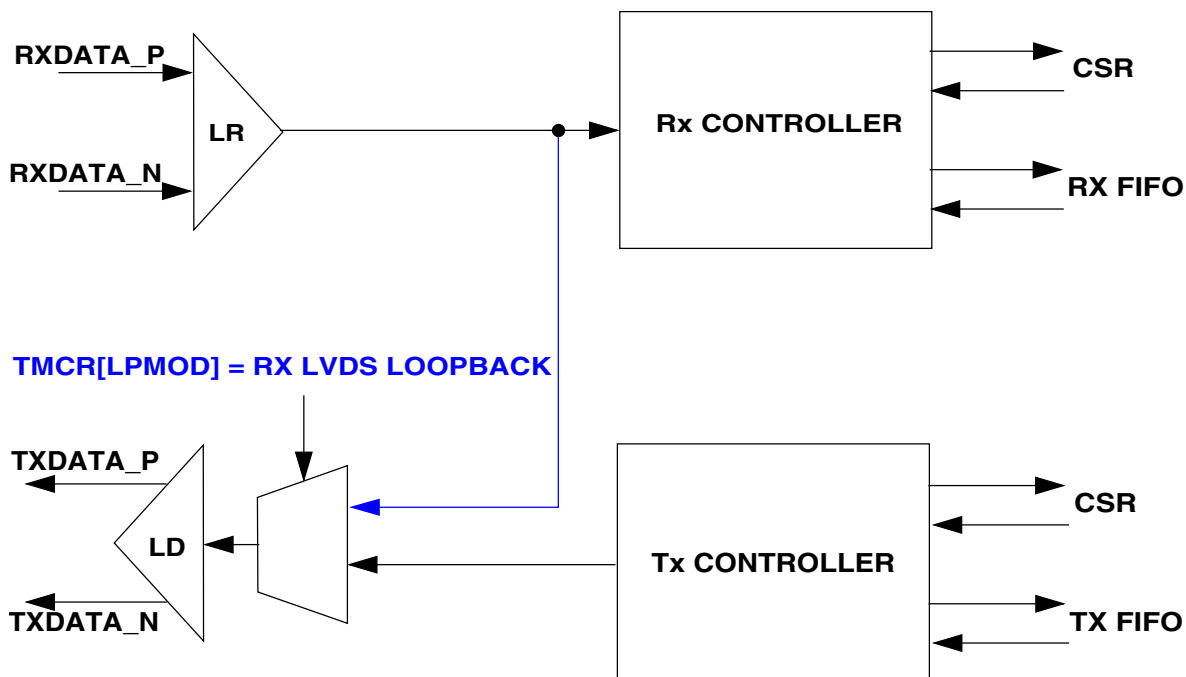 RXDATA_P
CSR
LR
Rx CONTROLLER
RXDATA_N
RX FIFO
TMCR[LPMOD] = RX LVDS LOOPBACK
TXDATA_P
CSR
LD
Tx CONTROLLER
TXDATA_N
TX FIFO